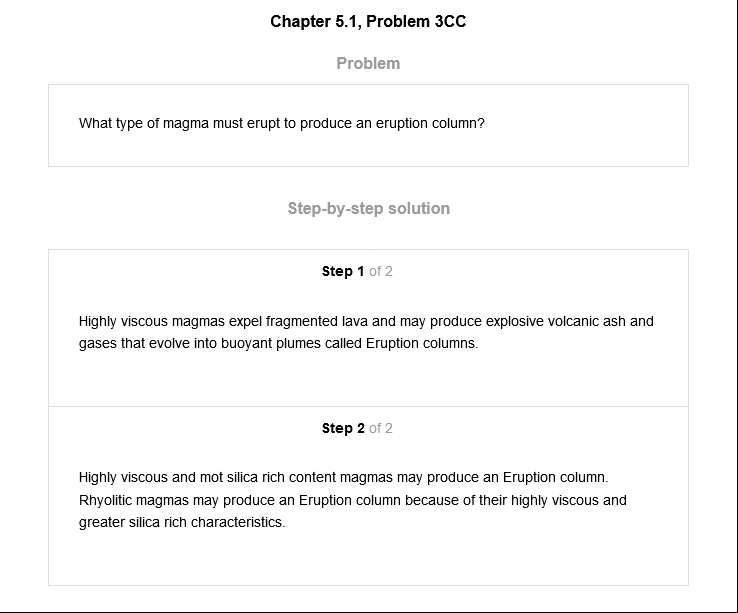 Chapter 5.1, Problem 3CC
Problem
What type of magma must erupt to produce an eruption column?
Step-by-step solution
Step 1 of 2
Highly viscous magmas expel fragmented lava and may produce explosive volcanic ash and
gases that evolve into buoyant plumes called Eruption columns.
Step 2 of 2
Highly viscous and mot silica rich content magmas may produce an Eruption column.
Rhyolitic magmas may produce an Eruption column because of their highly viscous and
greater silica rich characteristics.